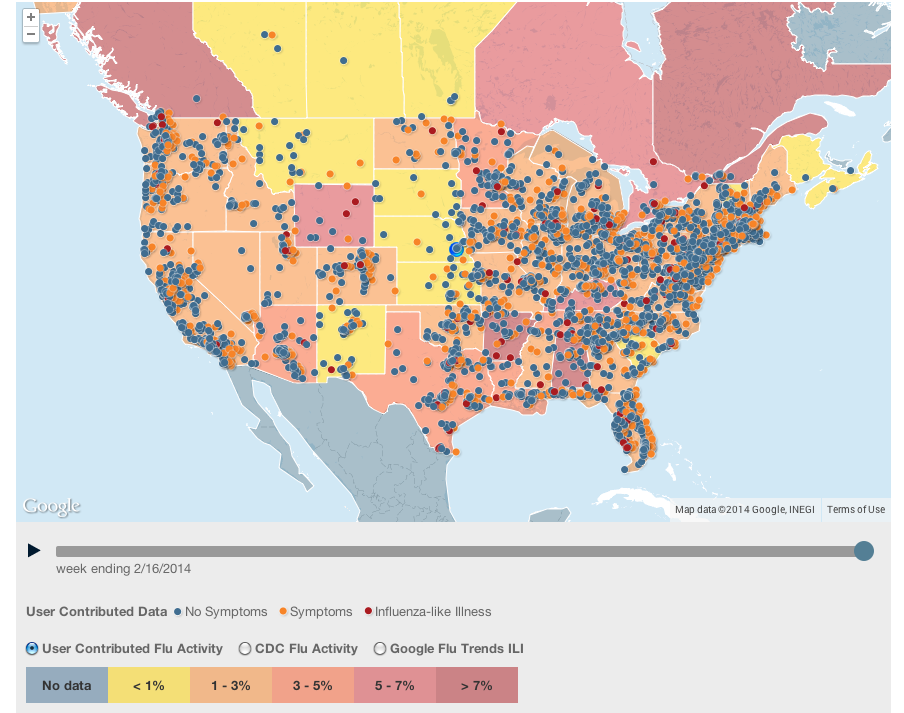 +
−
Google
Map data ©2014 Google, INEGI
Terms of Use
week ending 2/16/2014
User Contributed Data No Symptoms Symptoms Influenza-like Illness
User Contributed Flu Activity CDC Flu Activity Google Flu Trends ILI
No data < 1% 1 - 3% 3 - 5% 5 - 7% > 7%